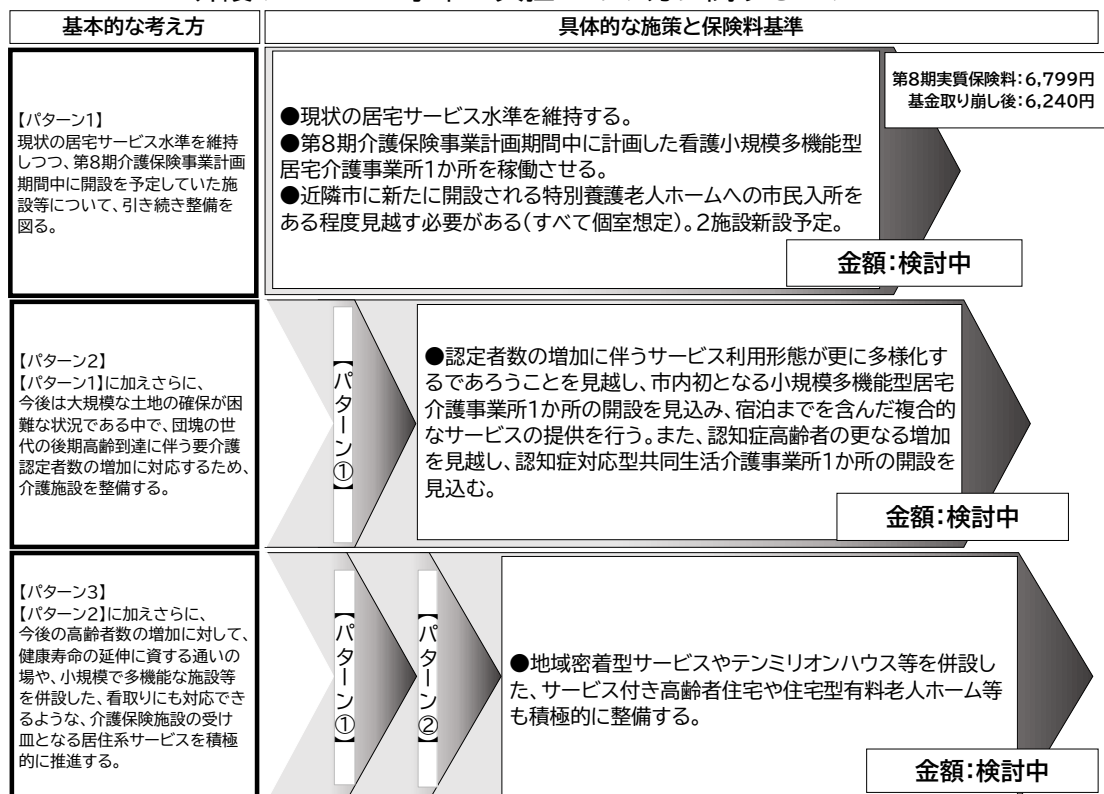 基本的な考え方
具体的な施策と保険料基準
【パターン1】
現状の居宅サービス水準を維持
しつつ、第8期介護保険事業計画
期間中に開設を予定していた施
設等について、引き続き整備を
図る。
●現状の居宅サービス水準を維持する。
●第8期介護保険事業計画期間中に計画した看護小規模多機能型
居宅介護事業所1か所を稼働させる。
●近隣市に新たに開設される特別養護老人ホームへの市民入所を
ある程度見越す必要がある(すべて個室想定)。2施設新設予定。
第8期実質保険料:6,799円
基金取り崩し後:6,240円
金額:検討中
【パターン2】
【パターン1】に加えさらに、
今後は大規模な土地の確保が困
難な状況である中で、団塊の世
代の後期高齢到達に伴う要介護
認定者数の増加に対応するため、
介護施設を整備する。
【パターン①】
●認定者数の増加に伴うサービス利用形態が更に多様化す
るであろうことを見越し、市内初となる小規模多機能型居宅
介護事業所1か所の開設を見込み、宿泊までを含んだ複合的
なサービスの提供を行う。また、認知症高齢者の更なる増加
を見越し、認知症対応型共同生活介護事業所1か所の開設を
見込む。
金額:検討中
【パターン3】
【パターン2】に加えさらに、
今後の高齢者数の増加に対して、
健康寿命の延伸に資する通いの
場や、小規模で多機能な施設等
を併設した、看取りにも対応でき
るような、介護保険施設の受け
皿となる居住系サービスを積極
的に推進する。
【パターン①】
【パターン②】
●地域密着型サービスやテンミリオンハウス等を併設し
た、サービス付き高齢者住宅や住宅型有料老人ホーム等
も積極的に整備する。
金額:検討中